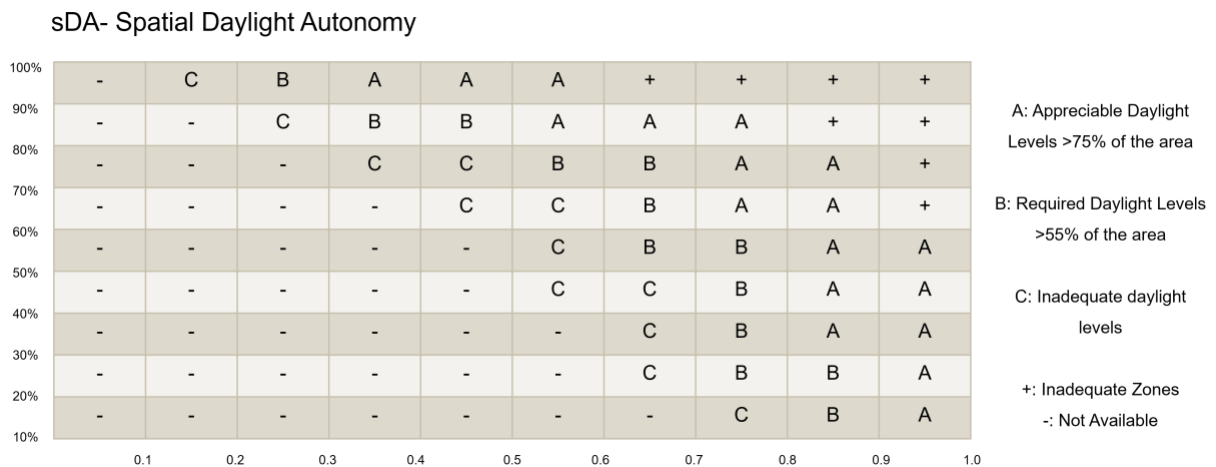 sDA- Spatial Daylight Autonomy
100%
- C B A A A + + + +
90%
- - C B B A A A + +
80%
- - - C C B B A A +
70%
- - - - C C B A A +
60%
- - - - - C B B A A
50%
- - - - - C C B A A
40%
- - - - - - C B A A
30%
- - - - - - C B B A
20%
- - - - - - - C B A
10%
0.1 0.2 0.3 0.4 0.5 0.6 0.7 0.8 0.9 1.0
A: Appreciable Daylight
Levels >75% of the area
B: Required Daylight Levels
>55% of the area
C: Inadequate daylight
levels
+: Inadequate Zones
-: Not Available